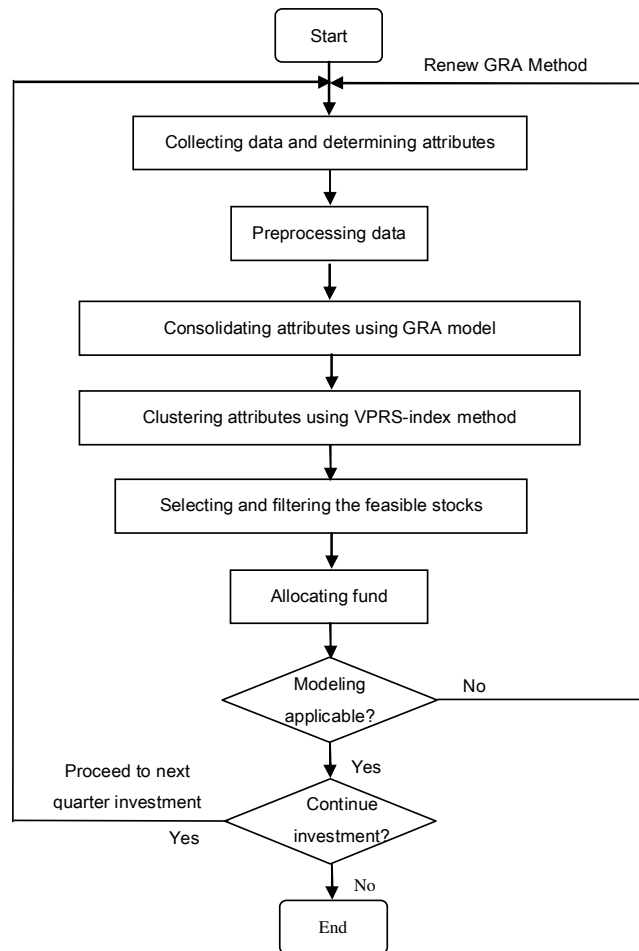 Start
Renew GRA Method
Collecting data and determining attributes
Preprocessing data
Consolidating attributes using GRA model
Clustering attributes using VPRS-index method
Selecting and filtering the feasible stocks
Allocating fund
Modeling
applicable?
No
Yes
Proceed to next
quarter investment
Yes
Continue
investment?
No
End